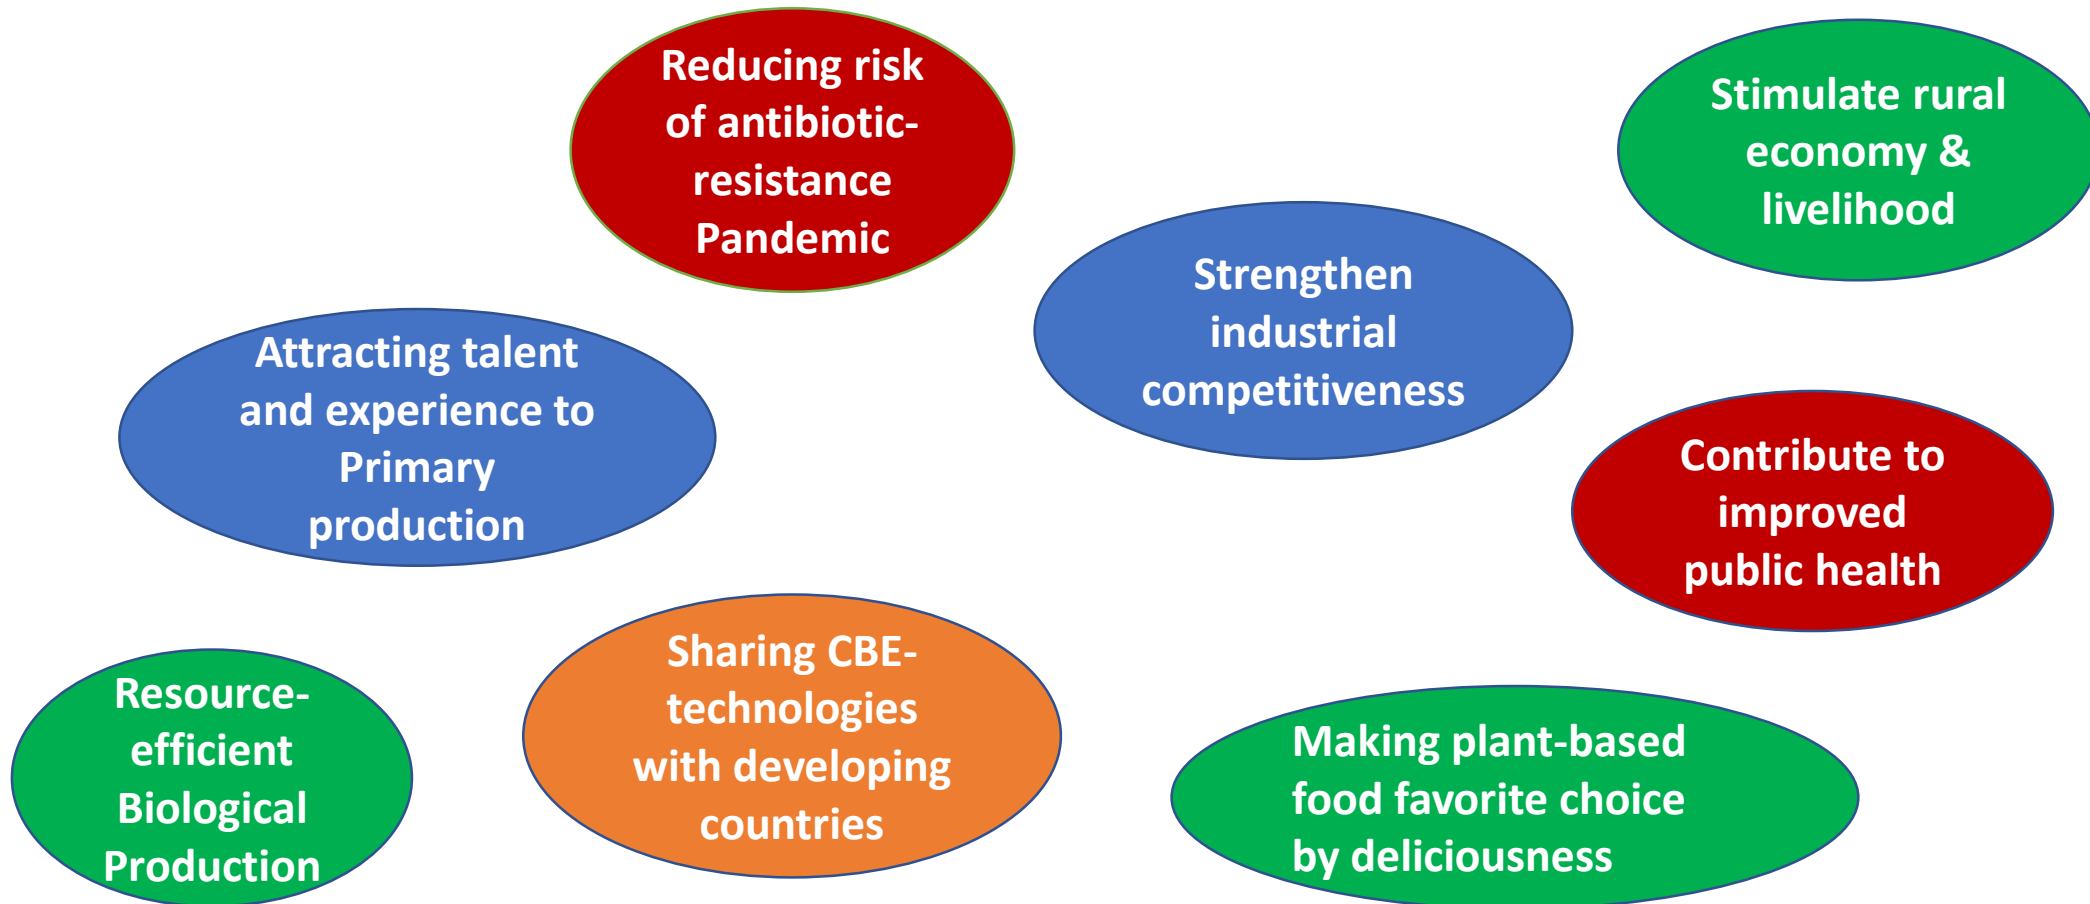 Reducing risk
of antibiotic-
resistance
Pandemic
Stimulate rural
economy &
livelihood
Strengthen
industrial
competitiveness
Attracting talent
and experience to
Primary
production
Contribute to
improved
public health
Resource-
efficient
Biological
Production
Sharing CBE-
technologies
with developing
countries
Making plant-based
food favorite choice
by deliciousness